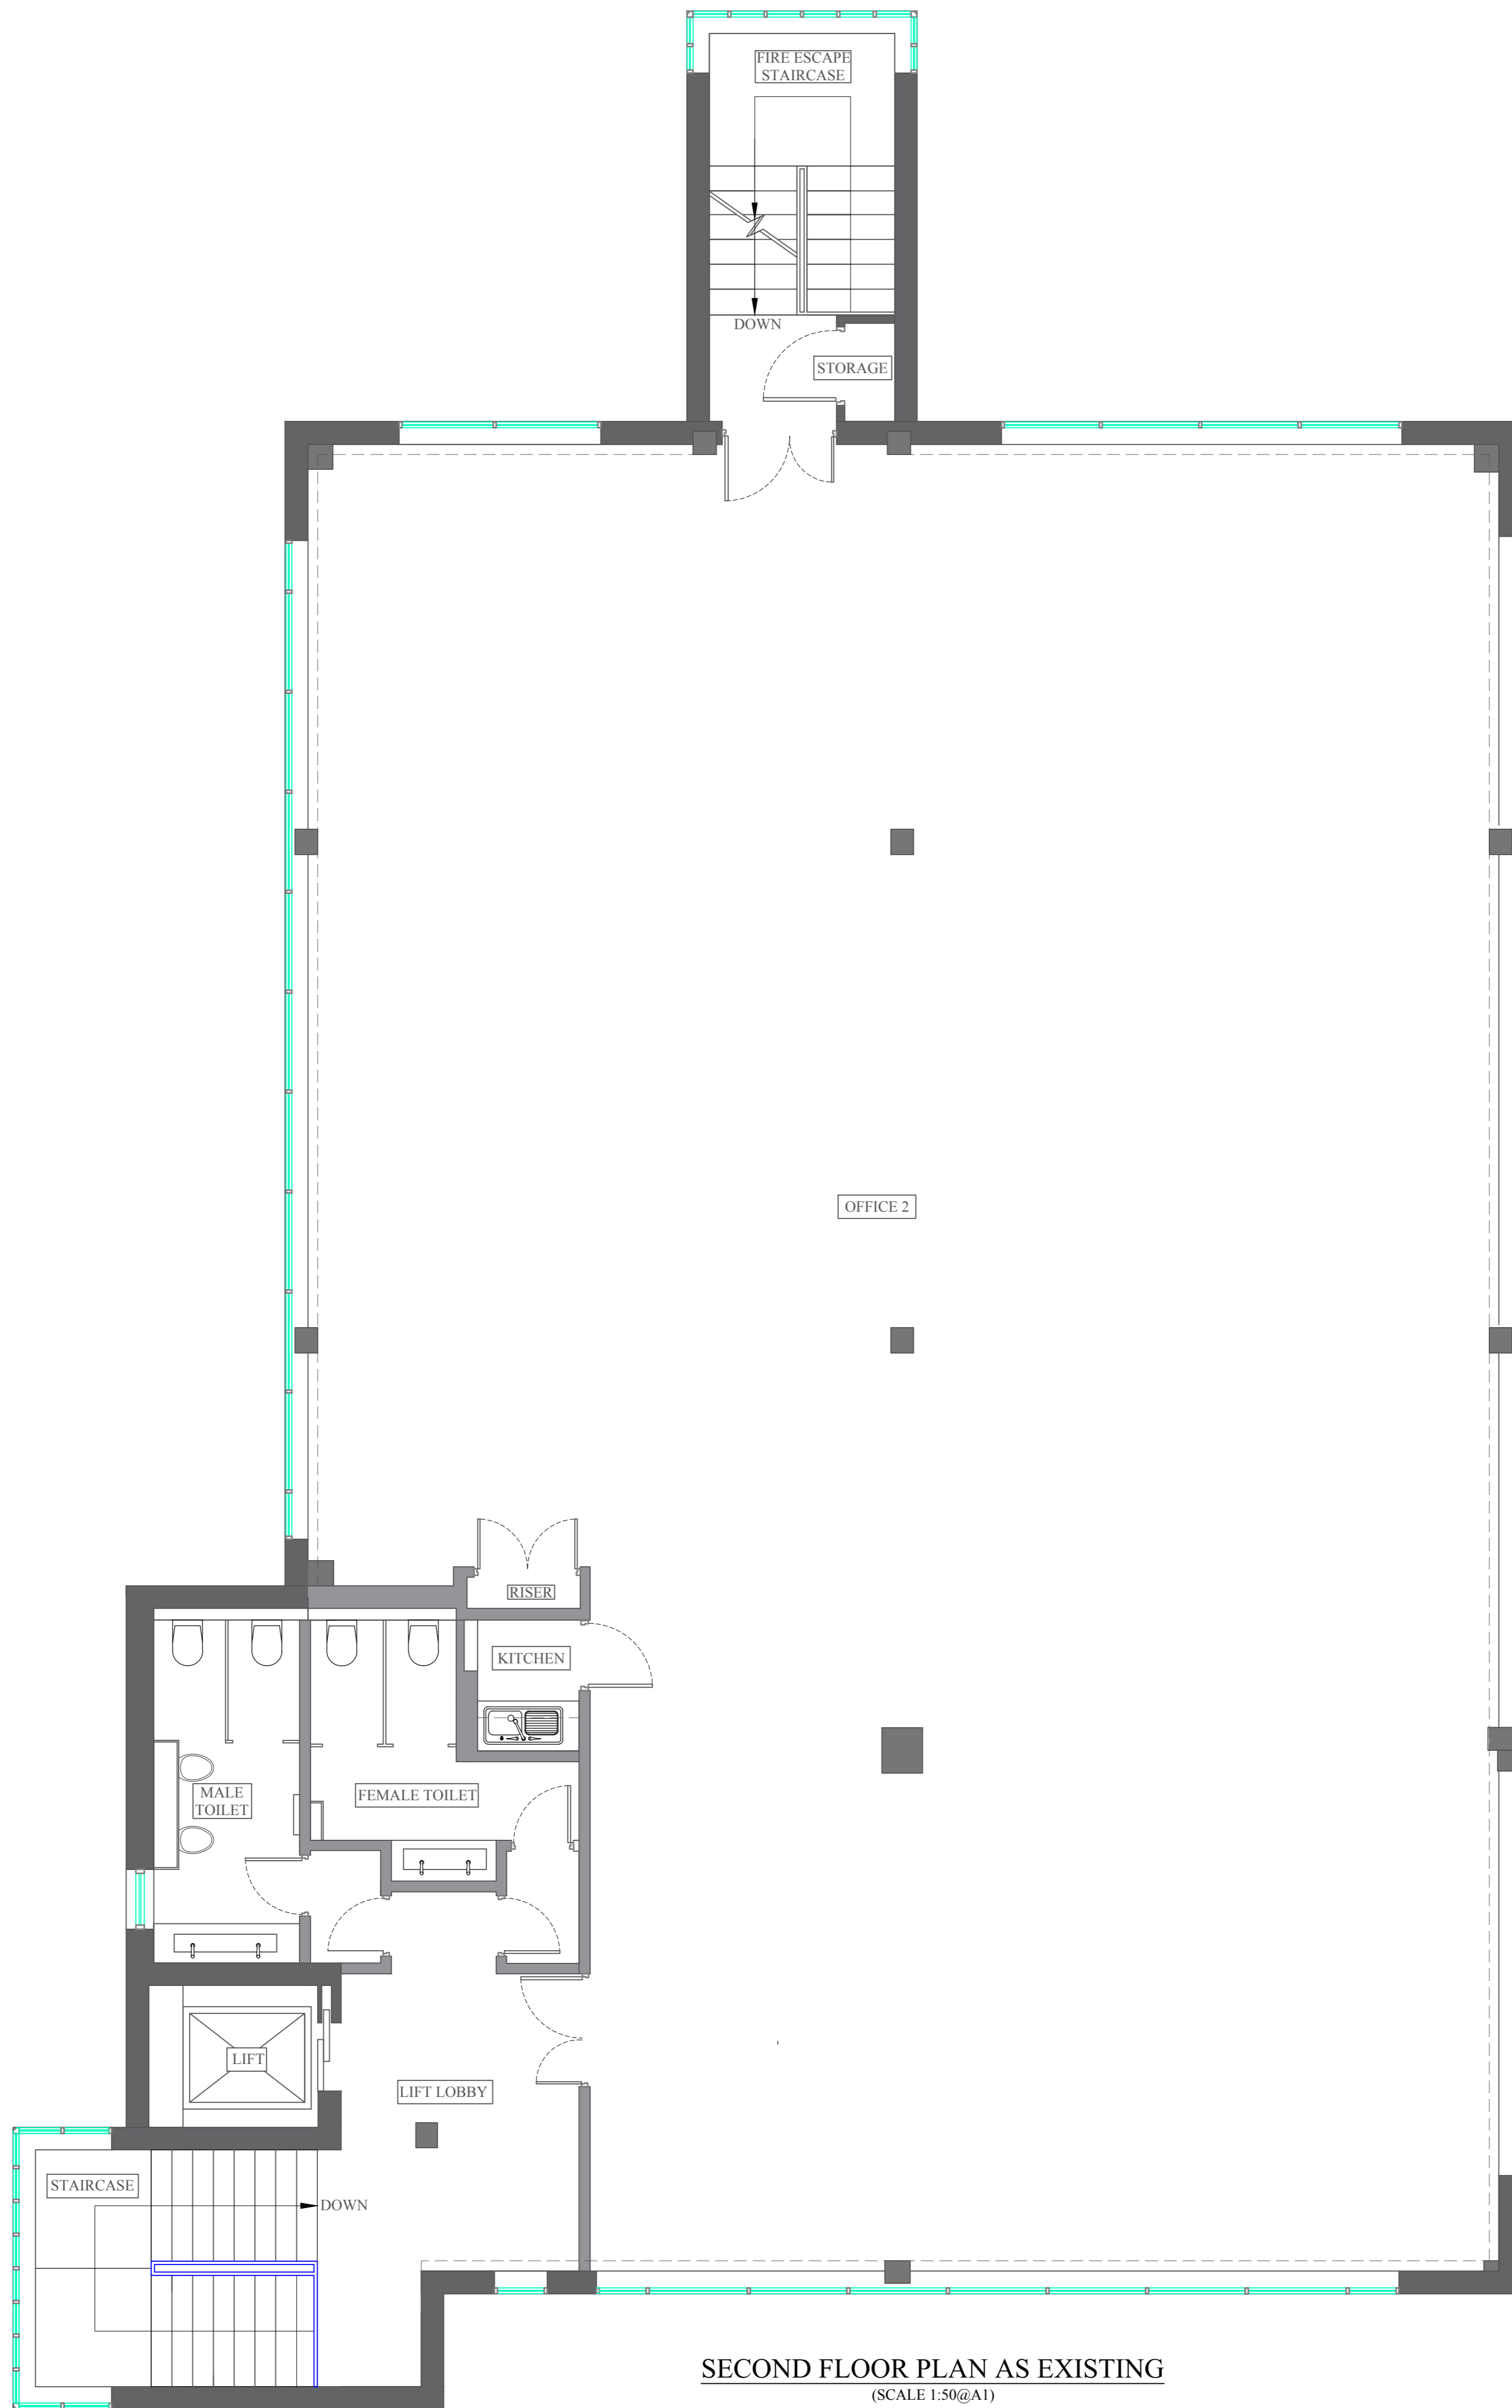 FIRE ESCAPE
STAIRCASE
DOWN
STORAGE
OFFICE 2
RISER
KITCHEN
MALE
TOILET
FEMALE TOILET
LIFT
LIFT LOBBY
STAIRCASE
DOWN
SECOND FLOOR PLAN AS EXISTING
(SCALE 1:50@A1)